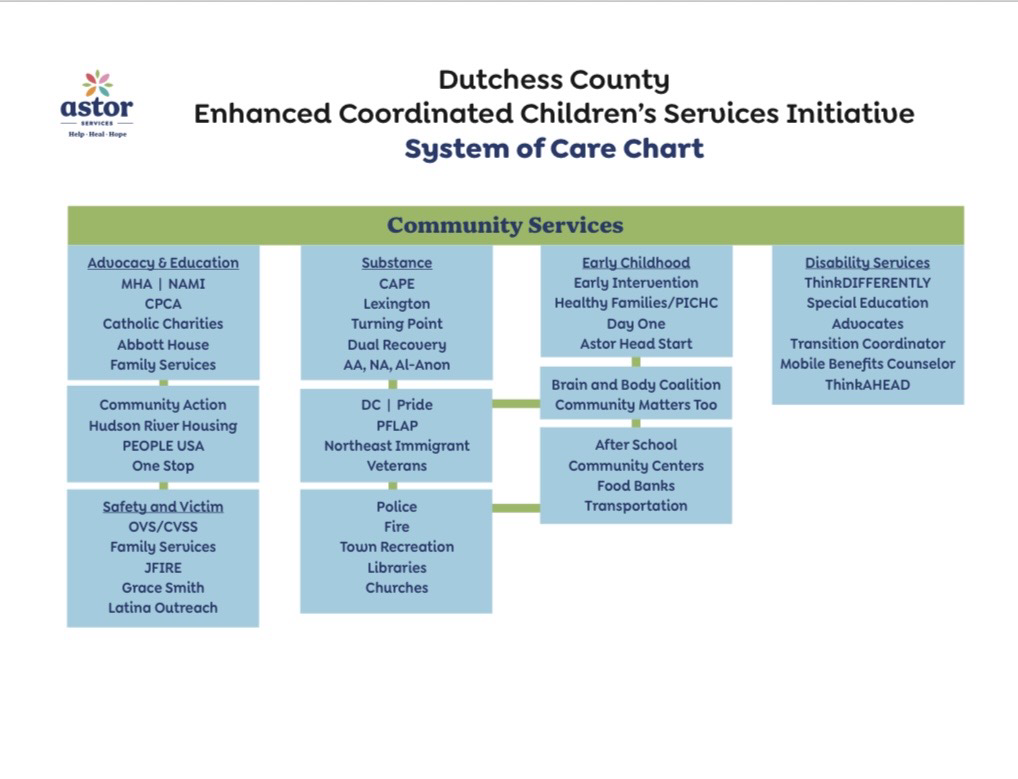 astor
SERVICES
Help · Heal · Hope
Dutchess County
Enhanced Coordinated Children's Services Initiative
System of Care Chart
Community Services
Advocacy & Education
MHA | NAMI
CPCA
Catholic Charities
Abbott House
Family Services
Community Action
Hudson River Housing
PEOPLE USA
One Stop
Safety and Victim
OVS/CVSS
Family Services
JFIRE
Grace Smith
Latina Outreach
Substance
CAPE
Lexington
Turning Point
Dual Recovery
AA, NA, Al-Anon
DC | Pride
PFLAP
Northeast Immigrant
Veterans
Police
Fire
Town Recreation
Libraries
Churches
Early Childhood
Early Intervention
Healthy Families/PICHC
Day One
Astor Head Start
Brain and Body Coalition
Community Matters Too
After School
Community Centers
Food Banks
Transportation
Disability Services
ThinkDIFFERENTLY
Special Education
Advocates
Transition Coordinator
Mobile Benefits Counselor
ThinkAHEAD